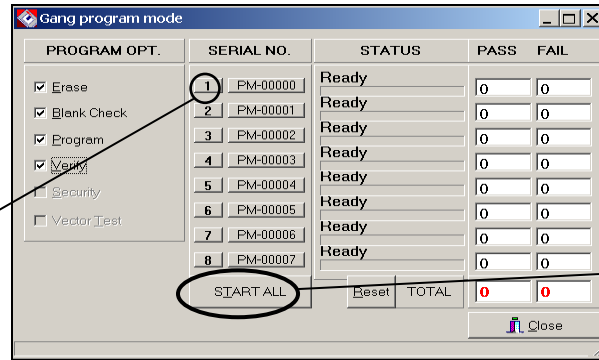 Gang program mode
PROGRAM OPT. SERIAL NO. STATUS PASS FAIL
Erase
Blank Check
Program
Verify
Security
Vector Test
1 PM-00000 Ready 0 0
2 PM-00001 Ready 0 0
3 PM-00002 Ready 0 0
4 PM-00003 Ready 0 0
5 PM-00004 Ready 0 0
6 PM-00005 Ready 0 0
7 PM-00006 Ready 0 0
8 PM-00007 Ready 0 0
START ALL Reset TOTAL 0 0
Close